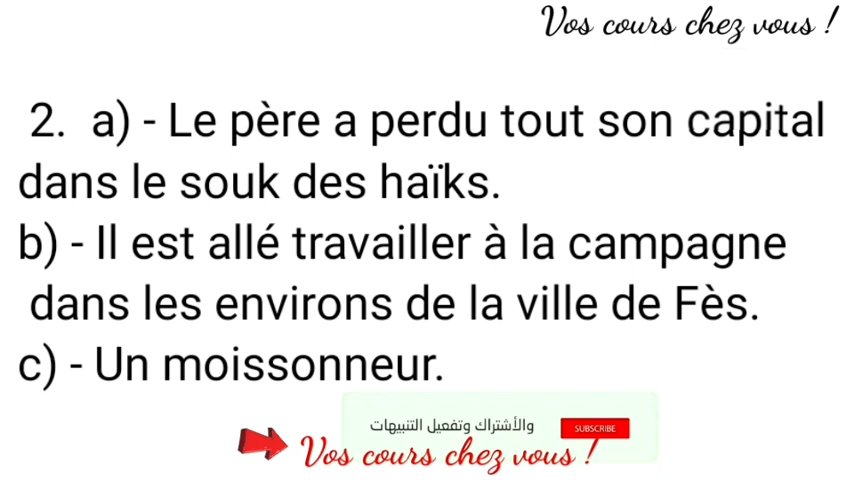 Vos cours chez vous !
2. a) - Le père a perdu tout son capital
dans le souk des haïks.
b) - Il est allé travailler à la campagne
dans les environs de la ville de Fès.
c) - Un moissonneur.
والأشتراك وتفعيل التنبيهات
SUBSCRIBE
Vos cours chez vous !